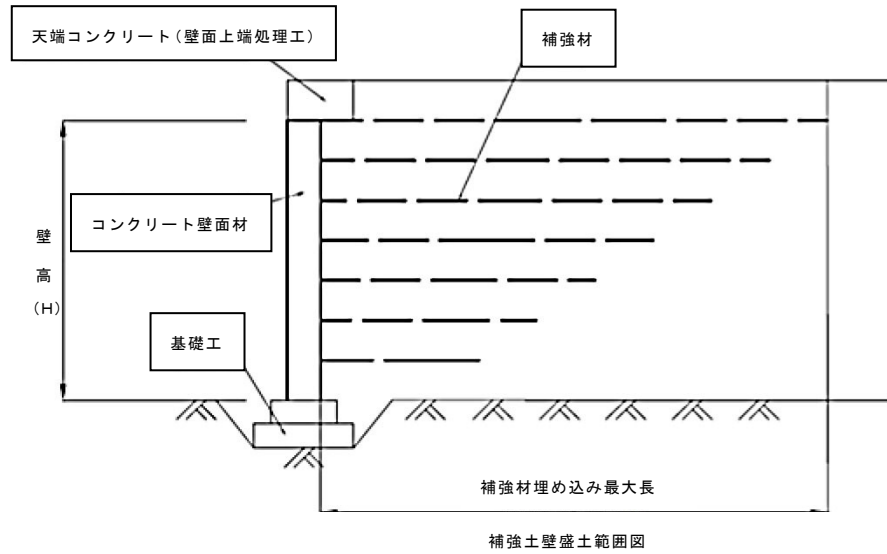 天端コンクリート(壁面上端処理工)
補強材
コンクリート壁面材
壁
高
(H)
基礎工
補強材埋め込み最大長
補強土壁盛土範囲図